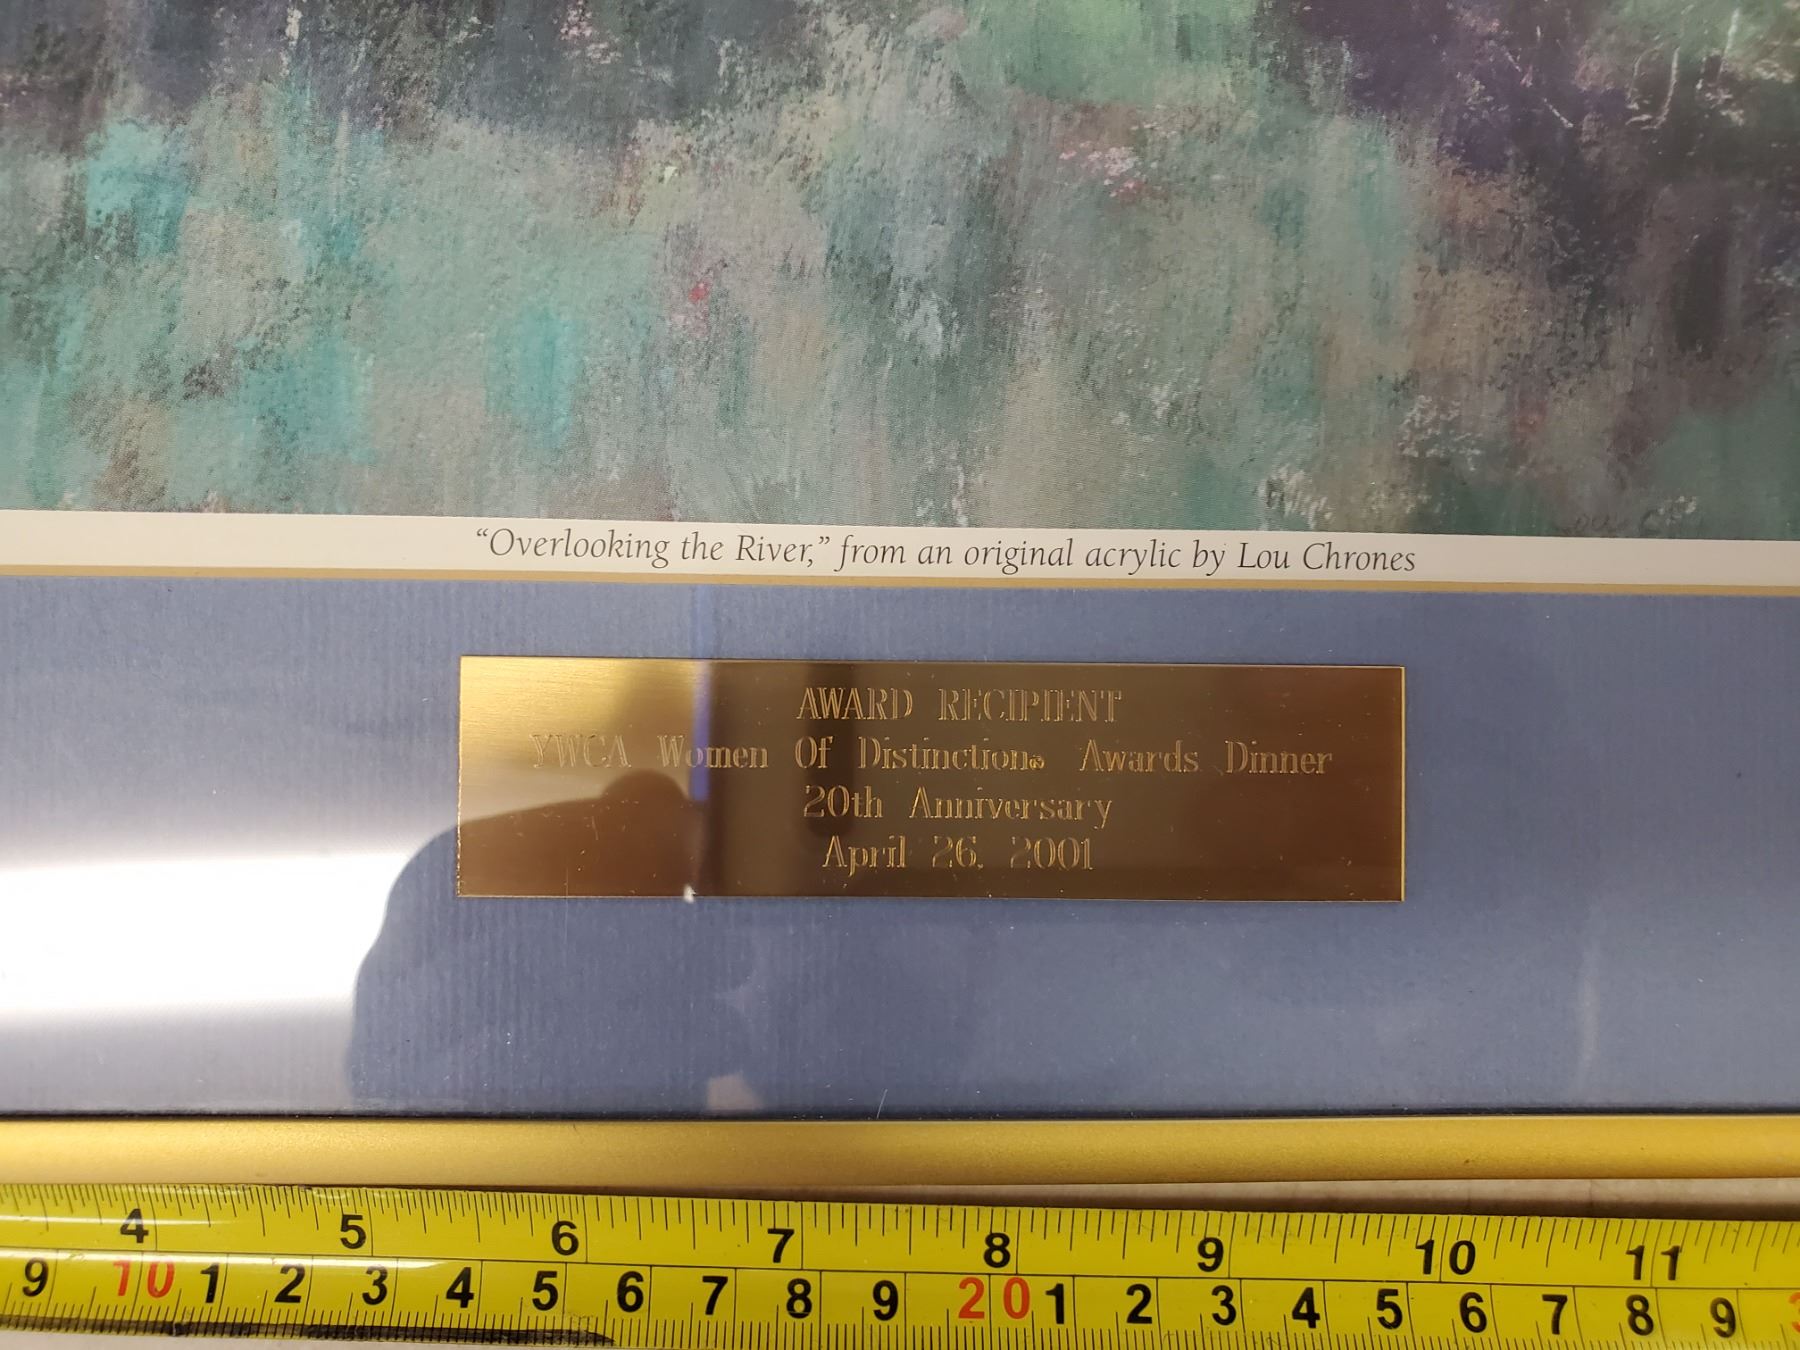 “Overlooking the River,” from an original acrylic by Lou Chrones
AWARD RECIPIENT
YWCA Women Of Distinction® Awards Dinner
20th Anniversary
April 26, 2001
4 5 6 7 8 9 10 11
9 10 1 2 3 4 5 6 7 8 9 20 1 2 3 4 5 6 7 8 9